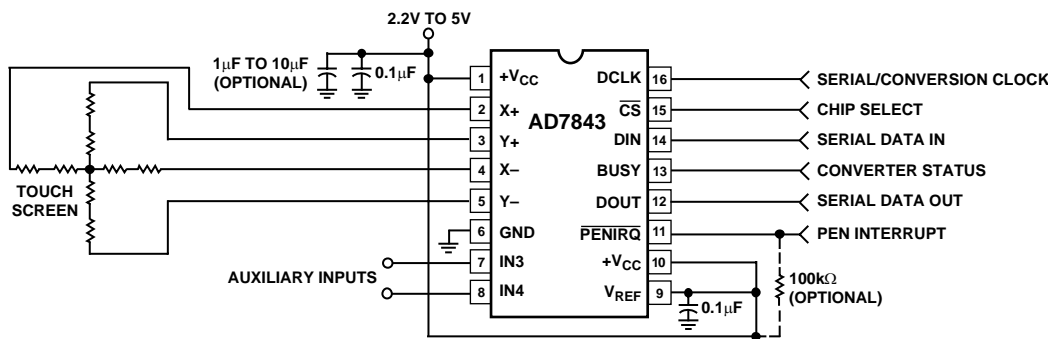 2.2V TO 5V
1μF TO 10μF
(OPTIONAL)
0.1μF
TOUCH
SCREEN
AUXILIARY INPUTS
AD7843
1 +VCC
2 X+
3 Y+
4 X–
5 Y–
6 GND
7 IN3
8 IN4
DCLK 16
CS 15
DIN 14
BUSY 13
DOUT 12
PENIRQ 11
+VCC 10
VREF 9
SERIAL/CONVERSION CLOCK
CHIP SELECT
SERIAL DATA IN
CONVERTER STATUS
SERIAL DATA OUT
PEN INTERRUPT
0.1μF
100kΩ
(OPTIONAL)